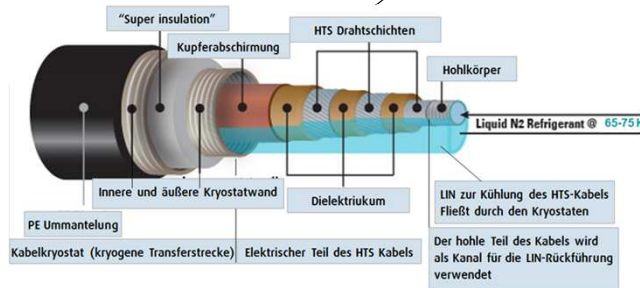 "Super insulation"
HTS Drahtschichten
Kupferabschirmung
Hohlkörper
Liquid N2 Refrigerant @ 65-75 K
Innere und äußere Kryostatwand
Dielektriukum
LIN zur Kühlung des HTS-Kabels
Fließt durch den Kryostaten
PE Ummantelung
Der hohle Teil des Kabels wird
als Kanal für die LIN-Rückführung
verwendet
Kabelkryostat (kryogene Transferstrecke)
Elektrischer Teil des HTS Kabels